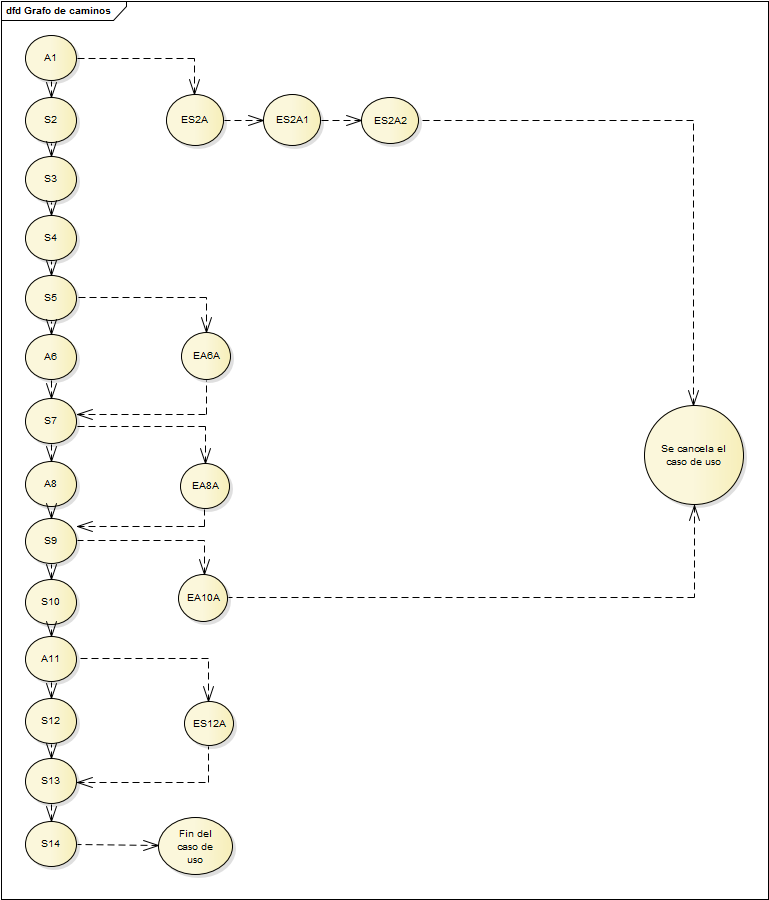 dfd Grafo de caminos
A1
S2
ES2A
ES2A1
ES2A2
S3
S4
S5
A6
EA6A
S7
Se cancela el
caso de uso
A8
EA8A
S9
S10
EA10A
A11
S12
ES12A
S13
S14
Fin del
caso de
uso